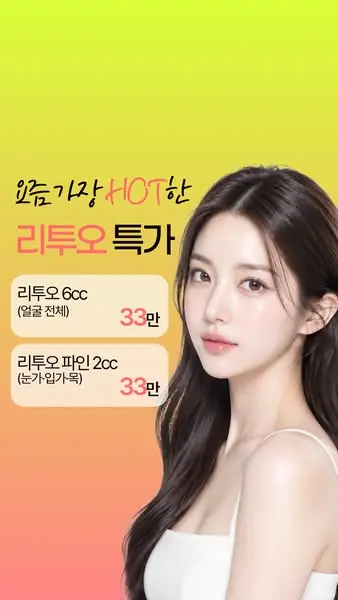 요즘 가장 HOT한
리투오 특가
리투오 6cc
(얼굴 전체)
33만
리투오 파인 2cc
(눈가·입가·목)
33만